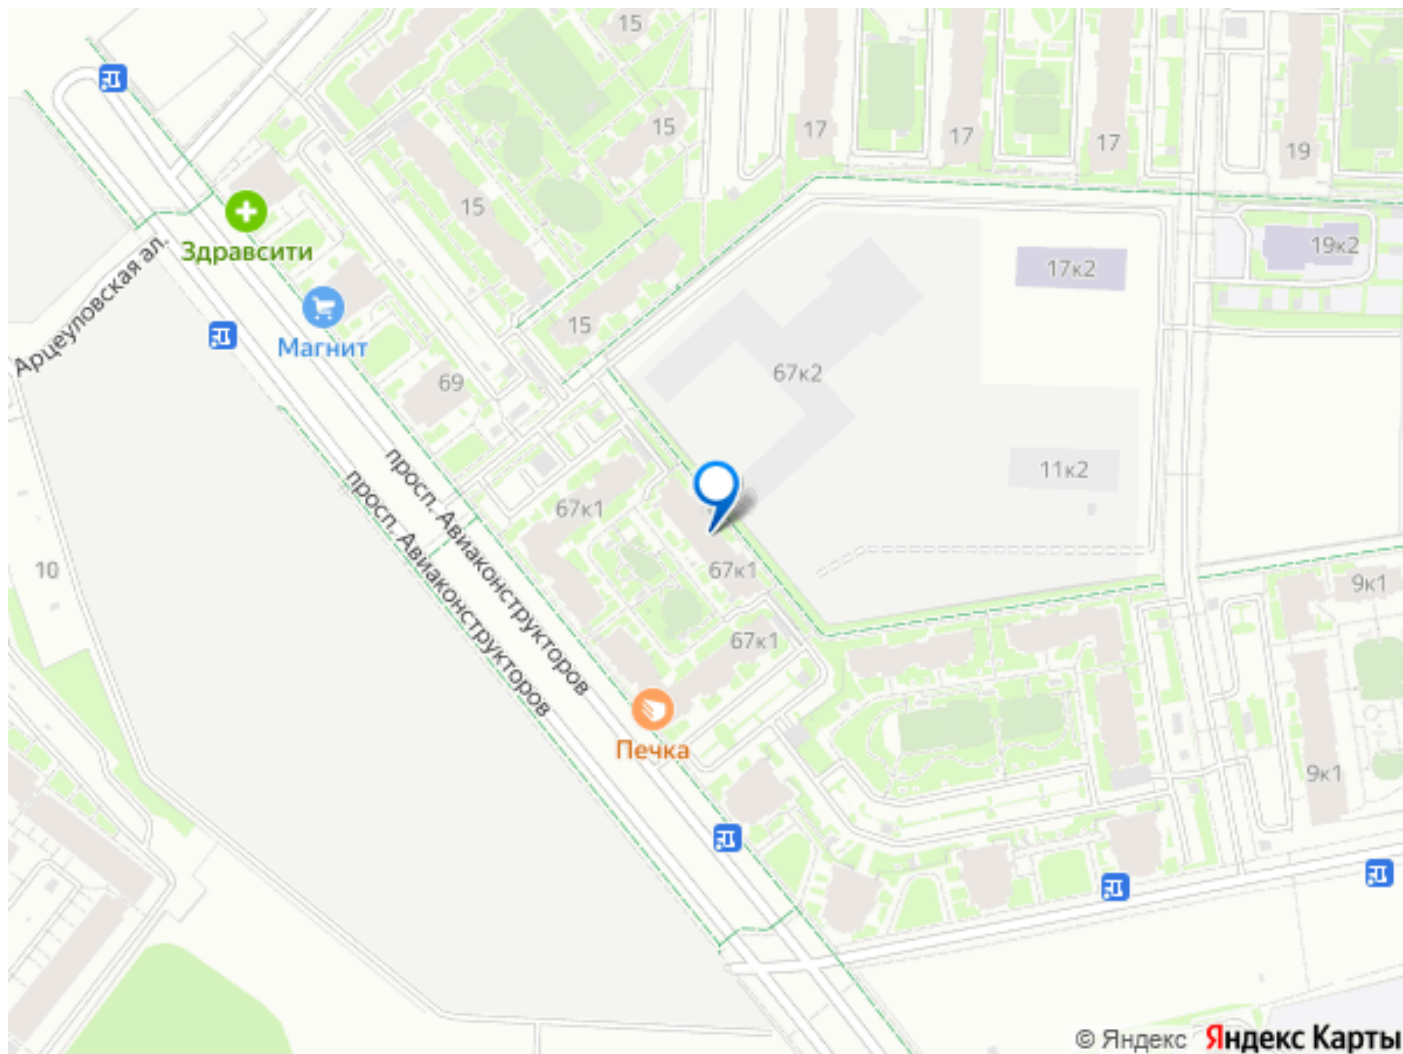 15
15
17
17
17
19
Здравсити
15
19к2
17к2
Арцеуловская ал.
Магнит
15
69
67к2
просп. Авиаконструкторов
просп. Авиаконструкторов
11к2
67к1
10
67к1
9к1
67к1
Печка
9к1
© Яндекс Яндекс Карты